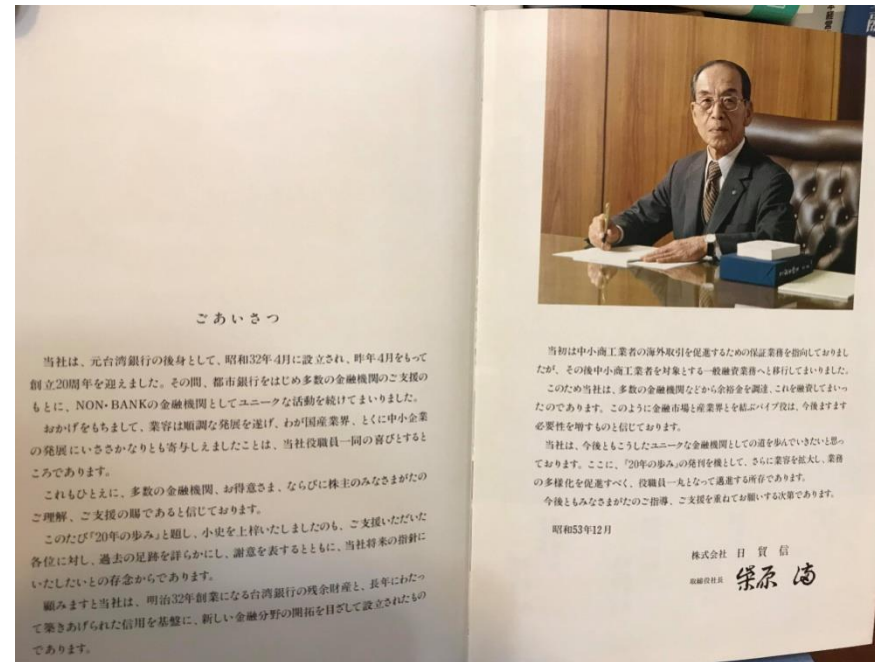 ごあいさつ
当社は、元台湾銀行の後身として、昭和32年4月に設立され、昨年4月をもって
創立20周年を迎えました。その間、都市銀行をはじめ多数の金融機関のご支援の
もとに、NON・BANKの金融機関としてユニークな活動を続けてまいりました。
おかげをもちまして、業容は順調な発展を遂げ、わが国産業界、とくに中小企業
の発展にいささかなりとも寄与しえましたことは、当社役職員一同の喜びとすると
ころであります。
これもひとえに、多数の金融機関、お得意さま、ならびに株主のみなさまがたの
ご理解、ご支援の賜であると信じております。
このたび『20年の歩み』と題し、小史を上梓いたしましたのも、ご支援いただいた
各位に対し、過去の足跡を詳らかにし、謝意を表するとともに、当社将来の指針に
いたしたいとの存念からであります。
顧みますと当社は、明治32年創業になる台湾銀行の残余財産と、長年にわたっ
て築きあげられた信用を基盤に、新しい金融分野の開拓を目ざして設立されたもの
であります。
当初は中小商工業者の海外取引を促進するための保証業務を指向しておりまし
たが、その後中小商工業者を対象とする一般融資業務へと移行してまいりました。
このため当社は、多数の金融機関などから余裕金を調達、これを融資してまいっ
たのであります。このように金融市場と産業界とを結ぶパイプ役は、今後ますます
必要性を増すものと信じております。
当社は、今後ともこうしたユニークな金融機関としての道を歩んでいきたいと思っ
ております。ここに、『20年の歩み』の発刊を機として、さらに業容を拡大し、業務
の多様化を促進すべく、役職員一丸となって邁進する所存であります。
今後ともみなさまがたのご指導、ご支援を重ねてお願いする次第であります。
昭和53年12月
株式会社 日貿信
取締役社長 柴原 満